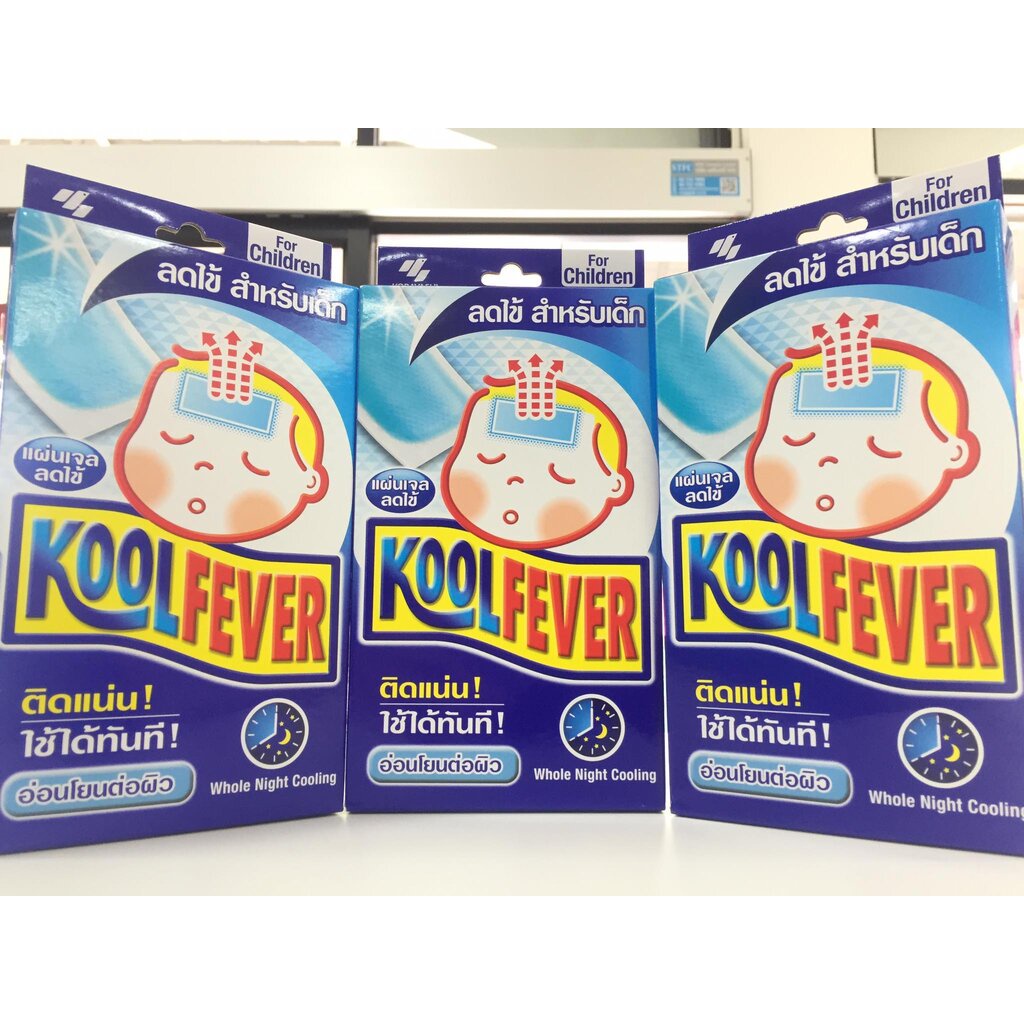 For
Children
ลดไข้ สำหรับเด็ก
แผ่นเจล
ลดไข้
KOOLFEVER
ติดแน่น!
ใช้ได้ทันที!
อ่อนโยนต่อผิว
Whole Night Cooling
For
Children
ลดไข้ สำหรับเด็ก
แผ่นเจล
ลดไข้
KOOLFEVER
ติดแน่น!
ใช้ได้ทันที!
อ่อนโยนต่อผิว
Whole Night Cooling
For
Children
ลดไข้ สำหรับเด็ก
แผ่นเจล
ลดไข้
KOOLFEVER
ติดแน่น!
ใช้ได้ทันที!
อ่อนโยนต่อผิว
Whole Night Cooling